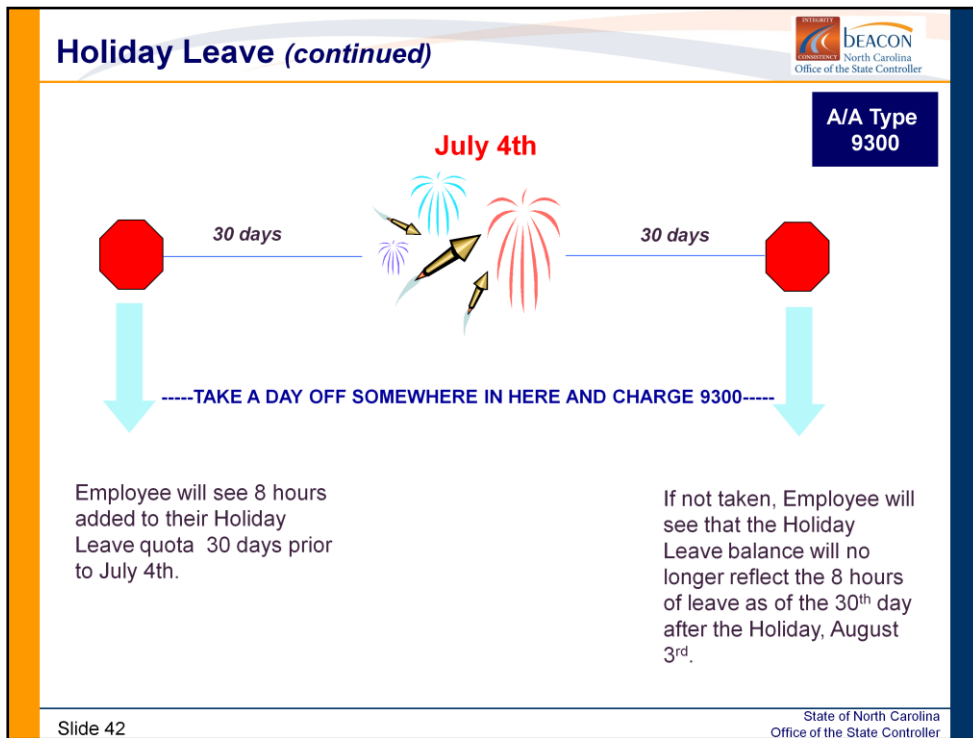 Holiday Leave (continued)
INTEGRITY
CONSISTENCY
bEACON
North Carolina
Office of the State Controller
A/A Type
9300
July 4th
30 days
30 days
-----TAKE A DAY OFF SOMEWHERE IN HERE AND CHARGE 9300-----
Employee will see 8 hours
added to their Holiday
Leave quota  30 days prior
to July 4th.
If not taken, Employee will
see that the Holiday
Leave balance will no
longer reflect the 8 hours
of leave as of the 30th day
after the Holiday, August
3rd.
Slide 42
State of North Carolina
Office of the State Controller